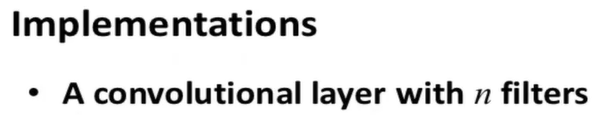 Implementations
• A convolutional layer with n filters